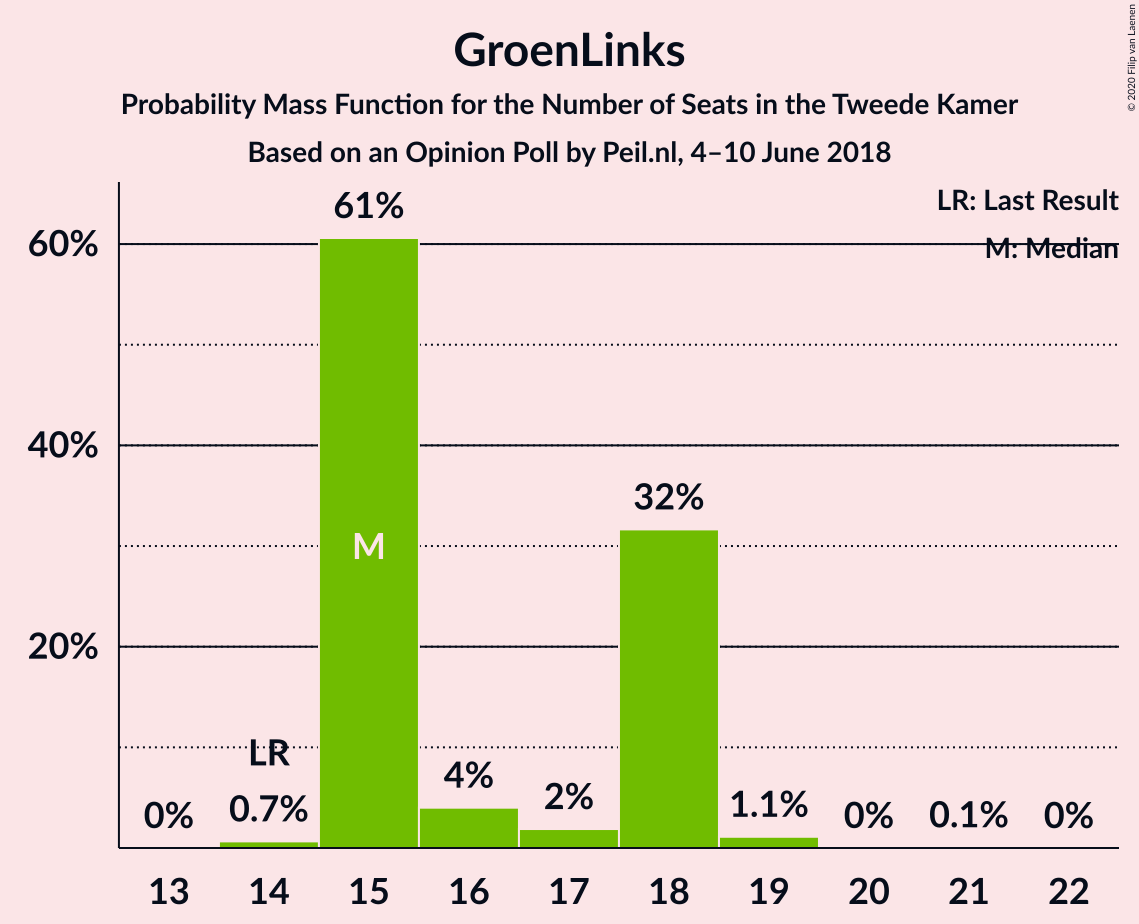 GroenLinks
Probability Mass Function for the Number of Seats in the Tweede Kamer
Based on an Opinion Poll by Peil.nl, 4–10 June 2018
© 2020 Filip van Laenen
LR: Last Result
M: Median
61%
60%
40%
32%
M
20%
LR
0%
0.7%
4%
2%
1.1%
0%
0.1%
0%
13 14 15 16 17 18 19 20 21 22